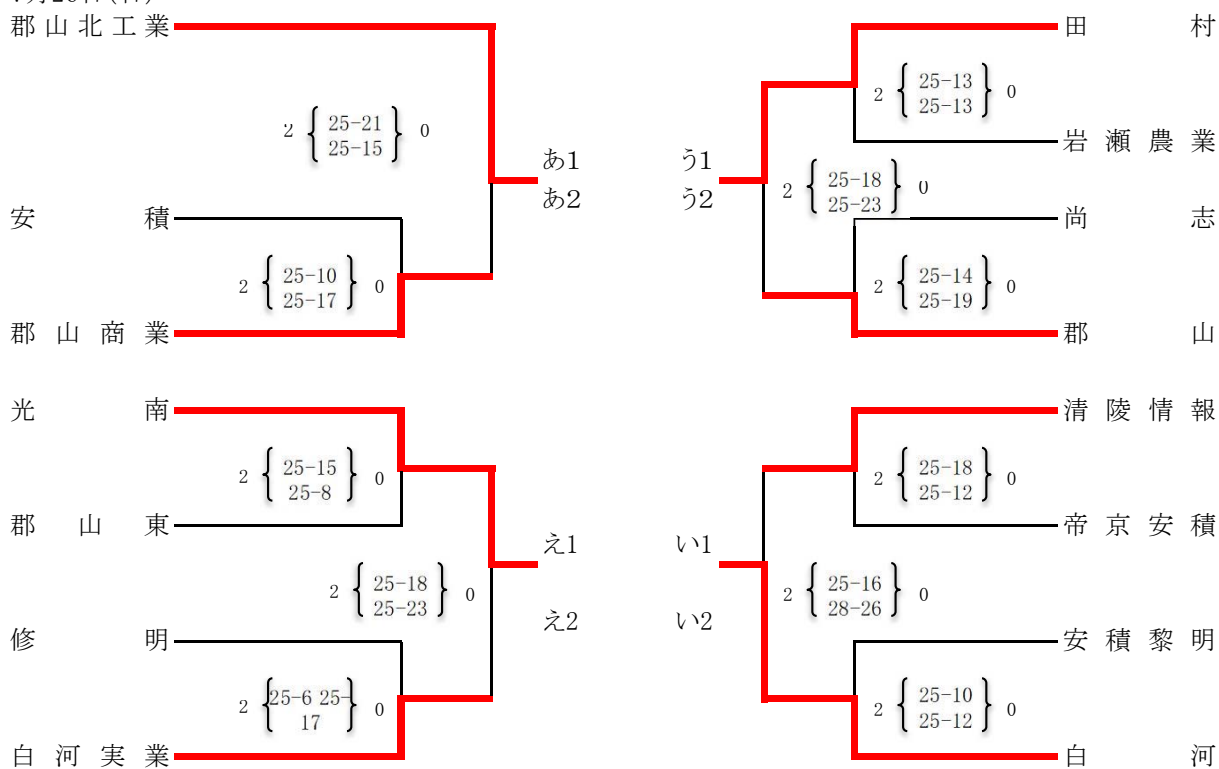 郡山北工業
2 25-21 0
25-15
あ1
あ2
安積
2 25-10 0
25-17
郡山商業
田村
2 25-13 0
25-13
岩瀬農業
う1
う2
2 25-18 0
25-23
尚志
2 25-14 0
25-19
郡山
光南
2 25-15 0
25-8
郡山東
え1
え2
2 25-18 0
25-23
修明
2 25-6 25- 0
17
白河実業
清陵情報
2 25-18 0
25-12
帝京安積
い1
い2
2 25-16 0
28-26
安積黎明
2 25-10 0
25-12
白河